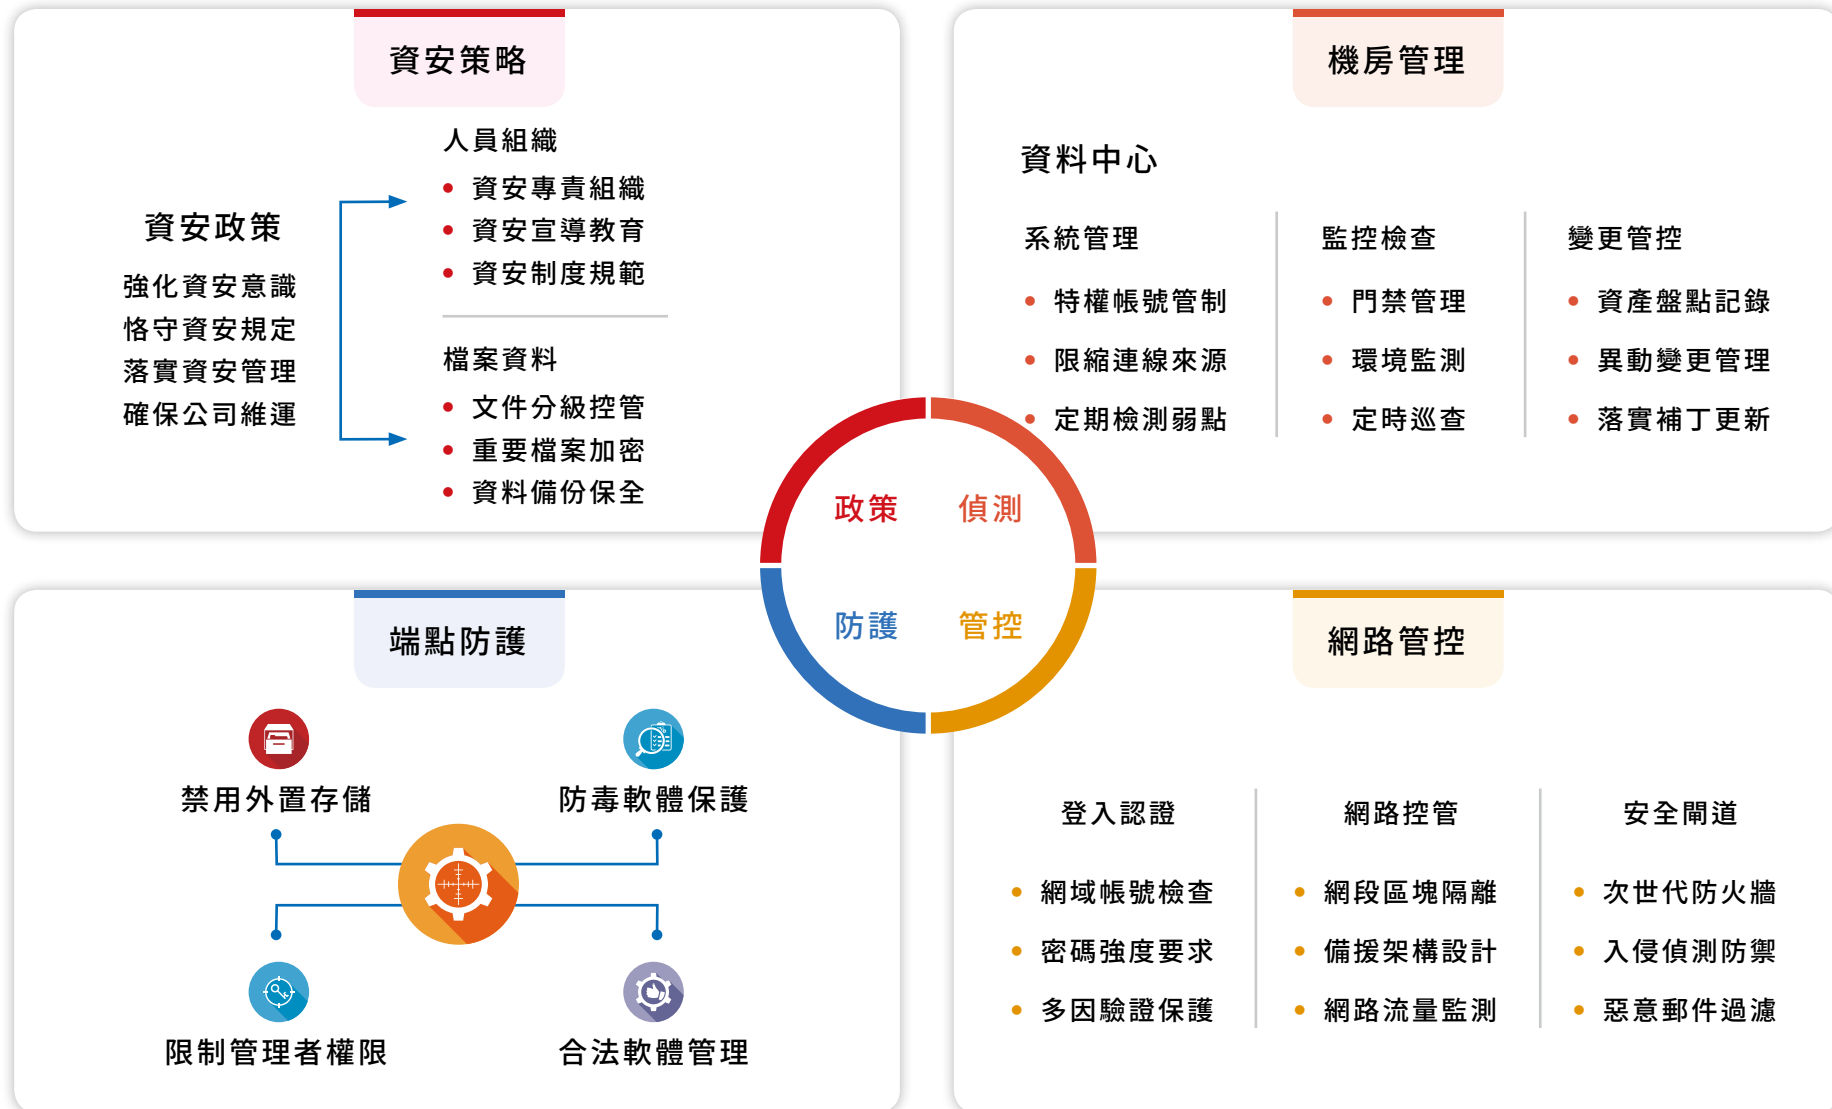 資安策略
資安政策
強化資安意識
恪守資安規定
落實資安管理
確保公司維運
人員組織
資安專責組織
資安宣導教育
資安制度規範
檔案資料
文件分級控管
重要檔案加密
資料備份保全
機房管理
資料中心
系統管理
特權帳號管制
限縮連線來源
定期檢測弱點
監控檢查
門禁管理
環境監測
定時巡查
變更管控
資產盤點記錄
異動變更管理
落實補丁更新
政策
偵測
防護
管控
端點防護
禁用外置存儲
防毒軟體保護
限制管理者權限
合法軟體管理
網路管控
登入認證
網域帳號檢查
密碼強度要求
多因驗證保護
網路控管
網段區塊隔離
備援架構設計
網路流量監測
安全閘道
次世代防火牆
入侵偵測防禦
惡意郵件過濾